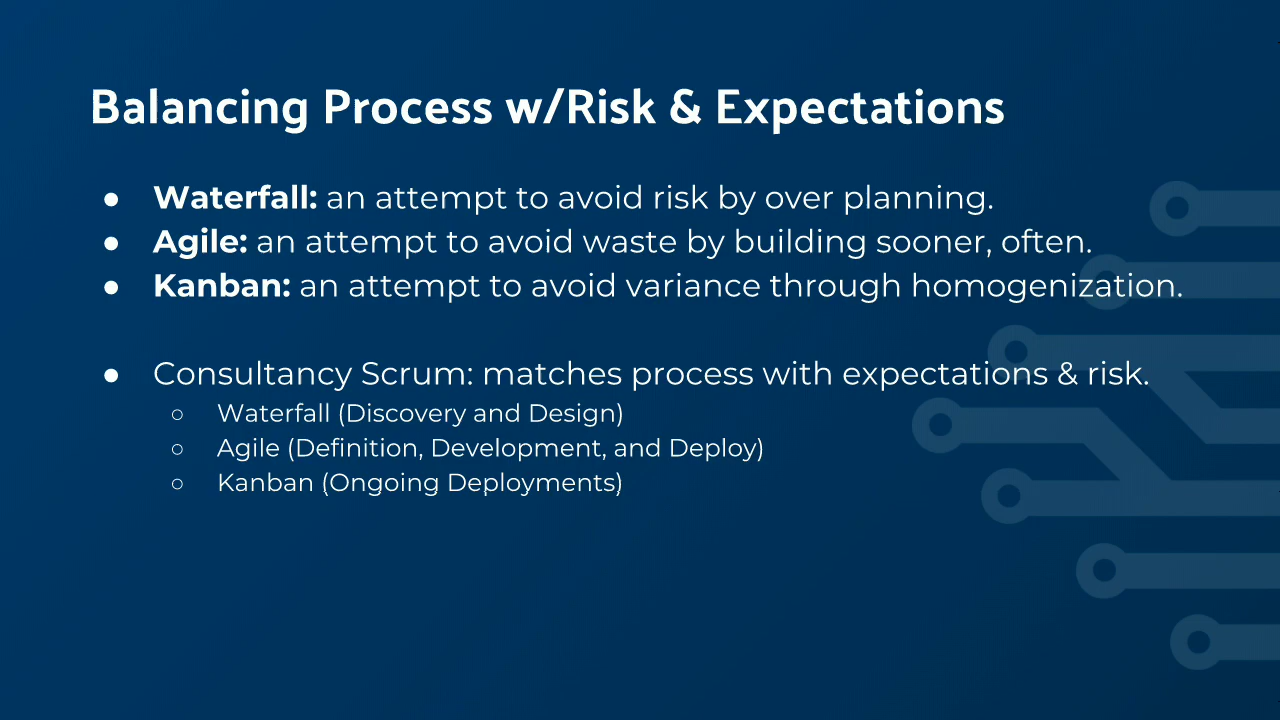 Balancing Process w/Risk & Expectations
● Waterfall: an attempt to avoid risk by over planning.
● Agile: an attempt to avoid waste by building sooner, often.
● Kanban: an attempt to avoid variance through homogenization.
● Consultancy Scrum: matches process with expectations & risk.
○ Waterfall (Discovery and Design)
○ Agile (Definition, Development, and Deploy)
○ Kanban (Ongoing Deployments)